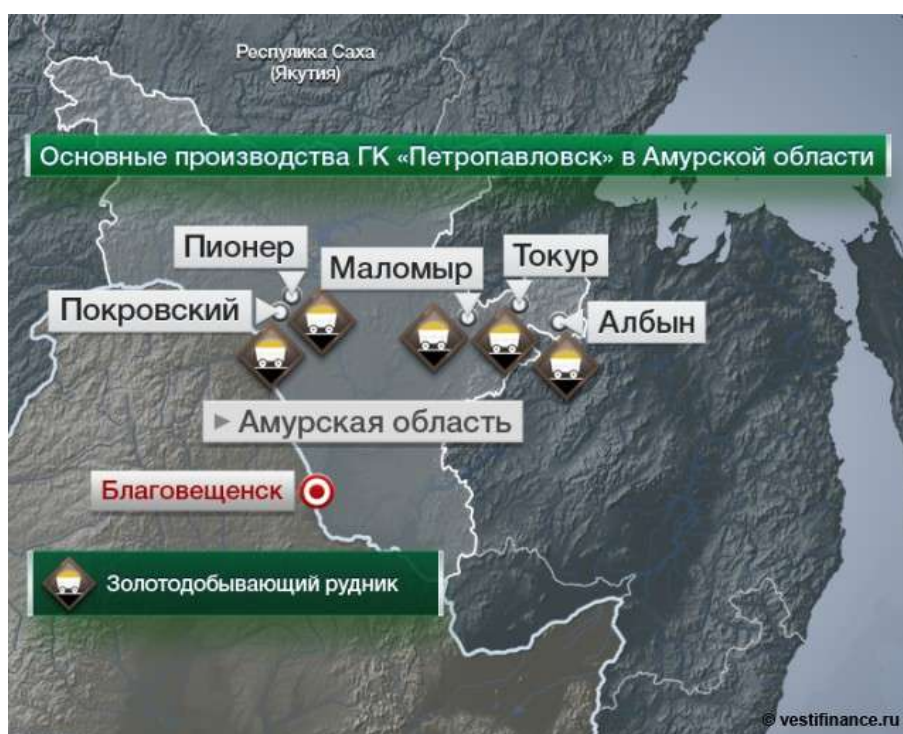 Респулика Саха
(Якутия)
Основные производства ГК «Петропавловск» в Амурской области
Пионер
Токур
Маломыр
Покровский
Албын
▶ Амурская область
Благовещенск
Золотодобывающий рудник
© vestifinance.ru